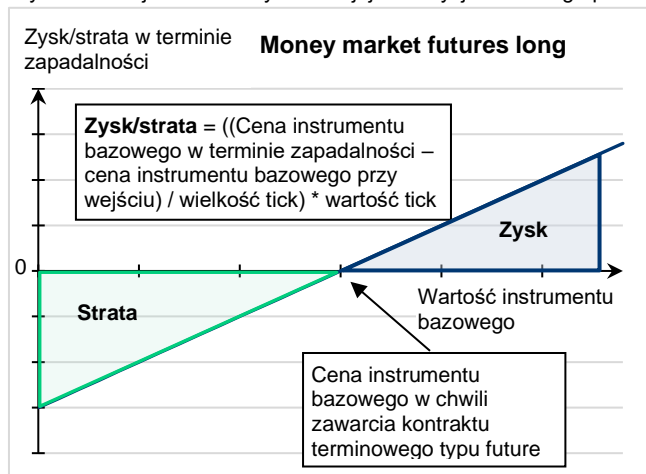 Zysk/strata w terminie
zapadalności
Money market futures long
Zysk/strata = ((Cena instrumentu
bazowego w terminie zapadalności –
cena instrumentu bazowego przy
wejściu) / wielkość tick) * wartość tick
Zysk
0
Strata
Wartość instrumentu
bazowego
Cena instrumentu
bazowego w chwili
zawarcia kontraktu
terminowego typu future